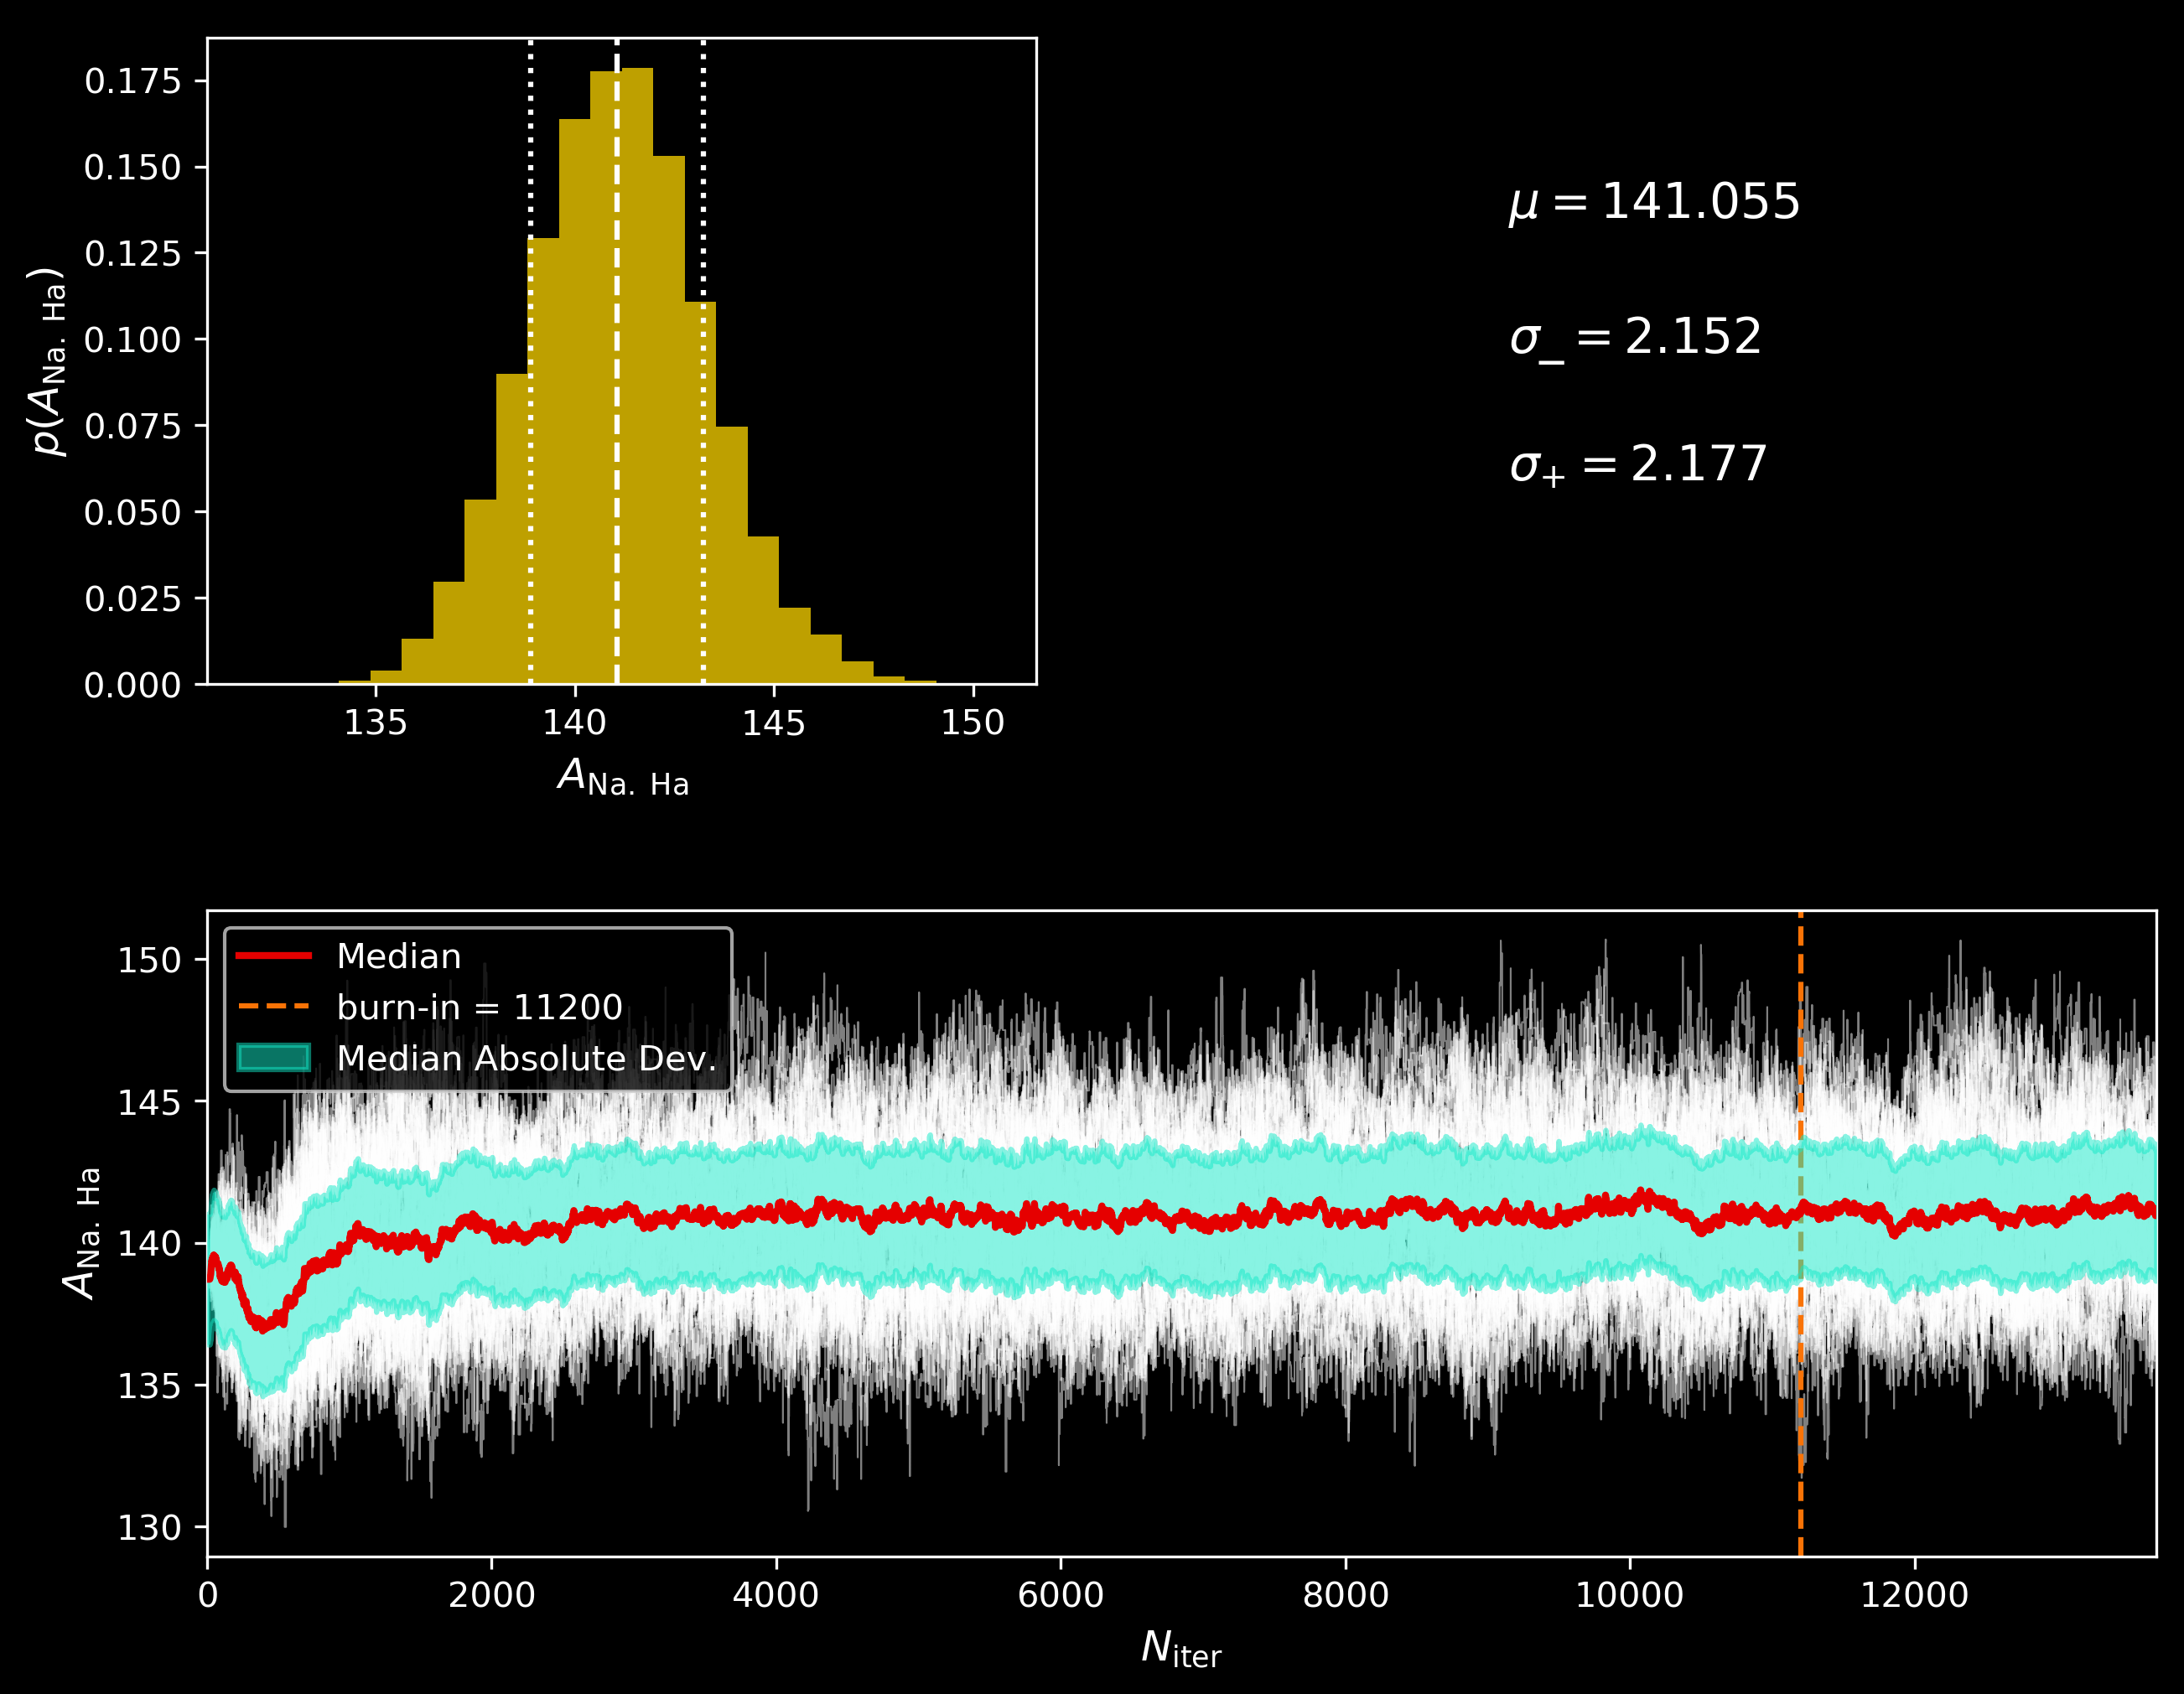 0.175
0.150
0.125
0.100
0.075
0.050
0.025
0.000
p(A_Na. Ha)
135 140 145 150
A_Na. Ha
μ = 141.055
σ_− = 2.152
σ_+ = 2.177
Median
burn-in = 11200
Median Absolute Dev.
150
145
140
135
130
A_Na. Ha
0 2000 4000 6000 8000 10000 12000
N_iter